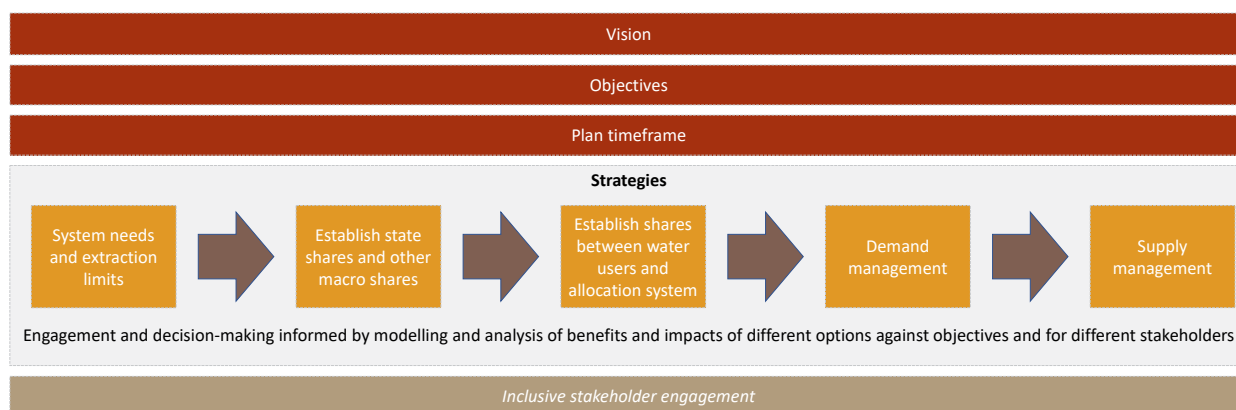 Vision
Objectives
Plan timeframe
Strategies
System needs
and extraction
limits
Establish state
shares and other
macro shares
Establish shares
between water
users and
allocation system
Demand
management
Supply
management
Engagement and decision-making informed by modelling and analysis of benefits and impacts of different options against objectives and for different stakeholders
Inclusive stakeholder engagement